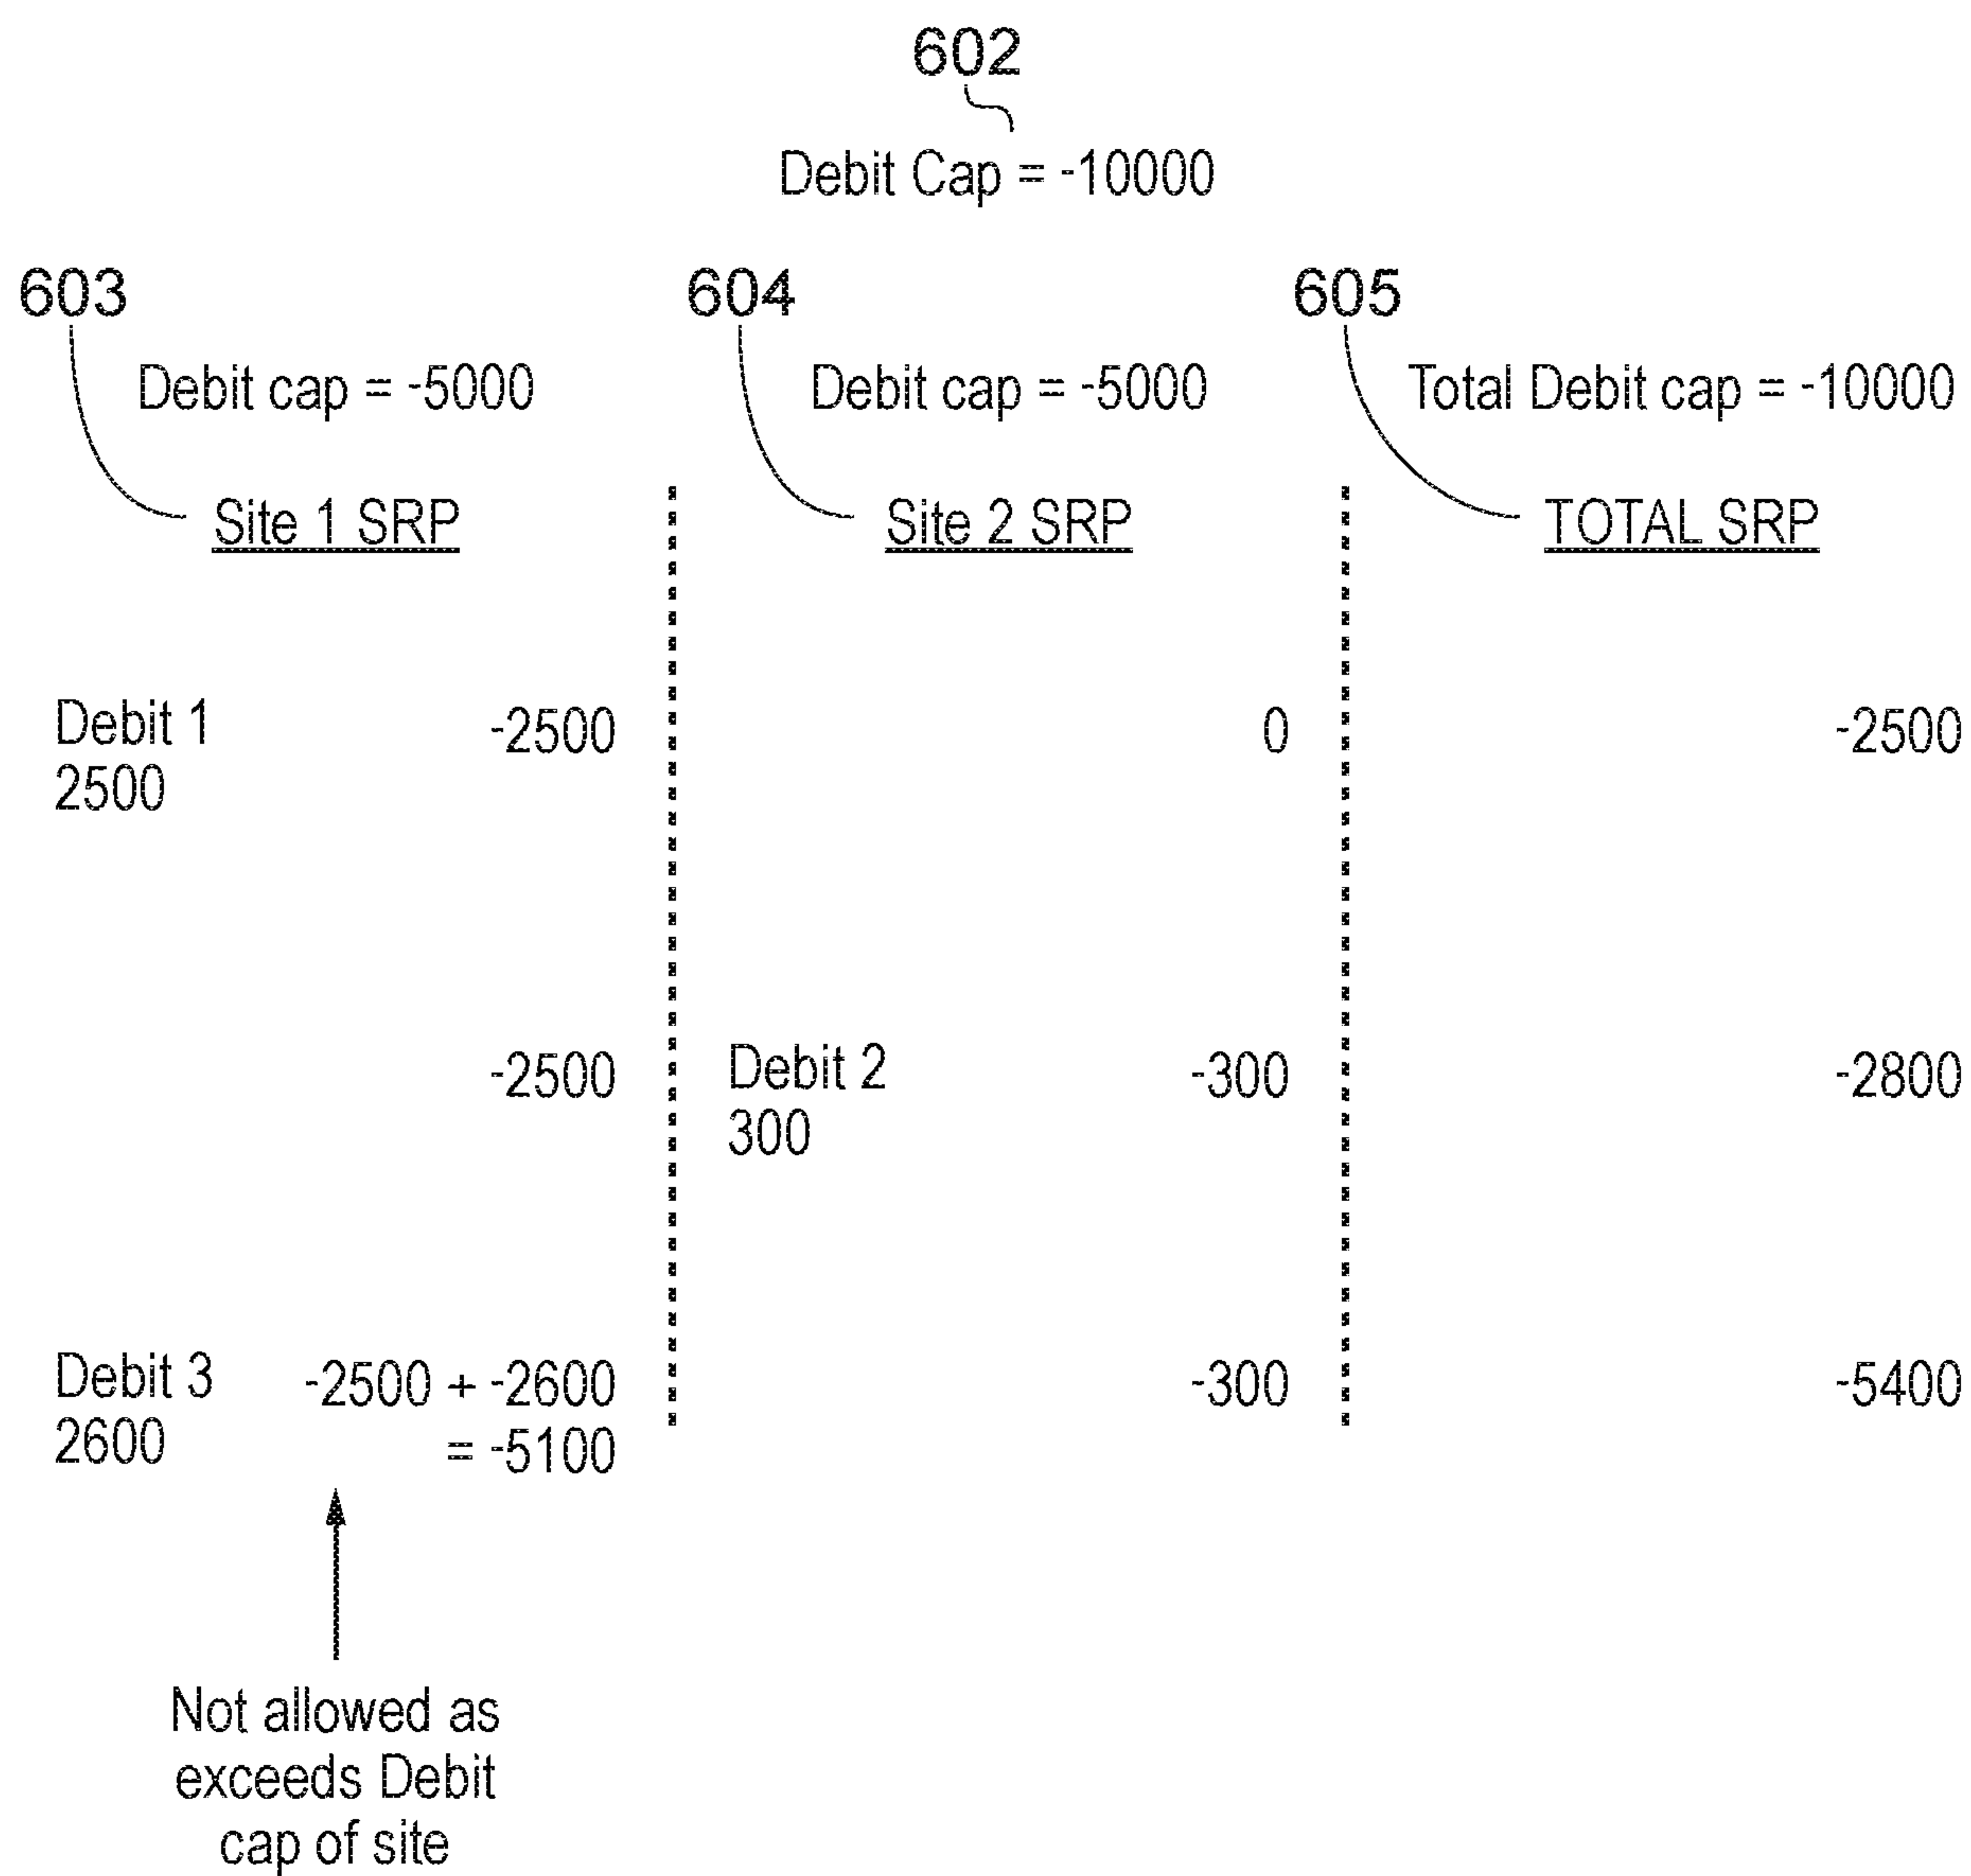 602
Debit Cap = -10000
603
604
605
Debit cap = -5000
Debit cap = -5000
Total Debit cap = -10000
Site 1 SRP
Site 2 SRP
TOTAL SRP
Debit 1
-2500
0
-2500
2500
-2500
Debit 2
-300
-2800
300
Debit 3
-2500 + -2600
-300
-5400
2600
= -5100
Not allowed as
exceeds Debit
cap of site